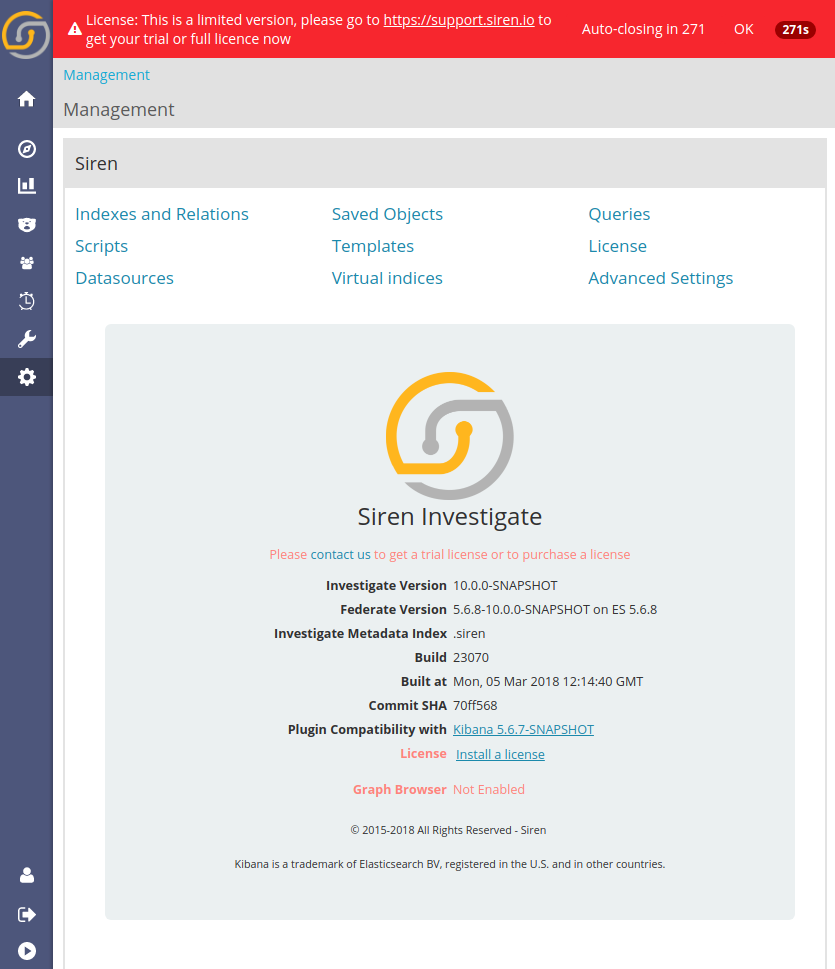 License: This is a limited version, please go to https://support.siren.io to
get your trial or full licence now
Auto-closing in 271 OK 271s
Management
Management
Siren
Indexes and Relations Saved Objects Queries
Scripts Templates License
Datasources Virtual indices Advanced Settings
Siren Investigate
Please contact us to get a trial license or to purchase a license
Investigate Version 10.0.0-SNAPSHOT
Federate Version 5.6.8-10.0.0-SNAPSHOT on ES 5.6.8
Investigate Metadata Index .siren
Build 23070
Built at Mon, 05 Mar 2018 12:14:40 GMT
Commit SHA 70ff568
Plugin Compatibility with Kibana 5.6.7-SNAPSHOT
License Install a license
Graph Browser Not Enabled
© 2015-2018 All Rights Reserved - Siren
Kibana is a trademark of Elasticsearch BV, registered in the U.S. and in other countries.